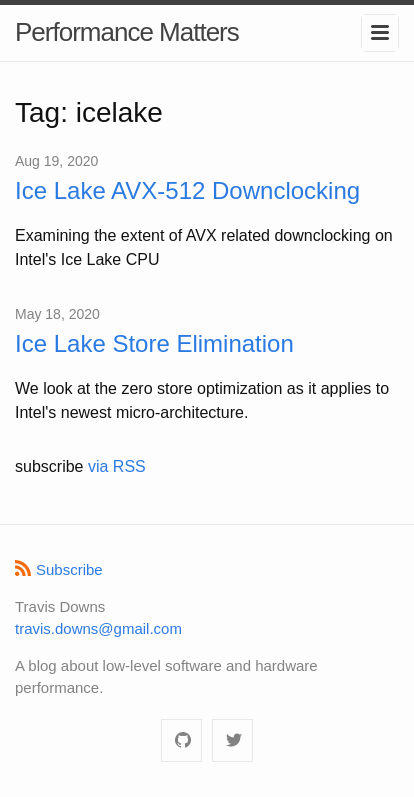 Performance Matters
Tag: icelake
Aug 19, 2020
Ice Lake AVX-512 Downclocking
Examining the extent of AVX related downclocking on
Intel's Ice Lake CPU
May 18, 2020
Ice Lake Store Elimination
We look at the zero store optimization as it applies to
Intel's newest micro-architecture.
subscribe via RSS
Subscribe
Travis Downs
travis.downs@gmail.com
A blog about low-level software and hardware
performance.